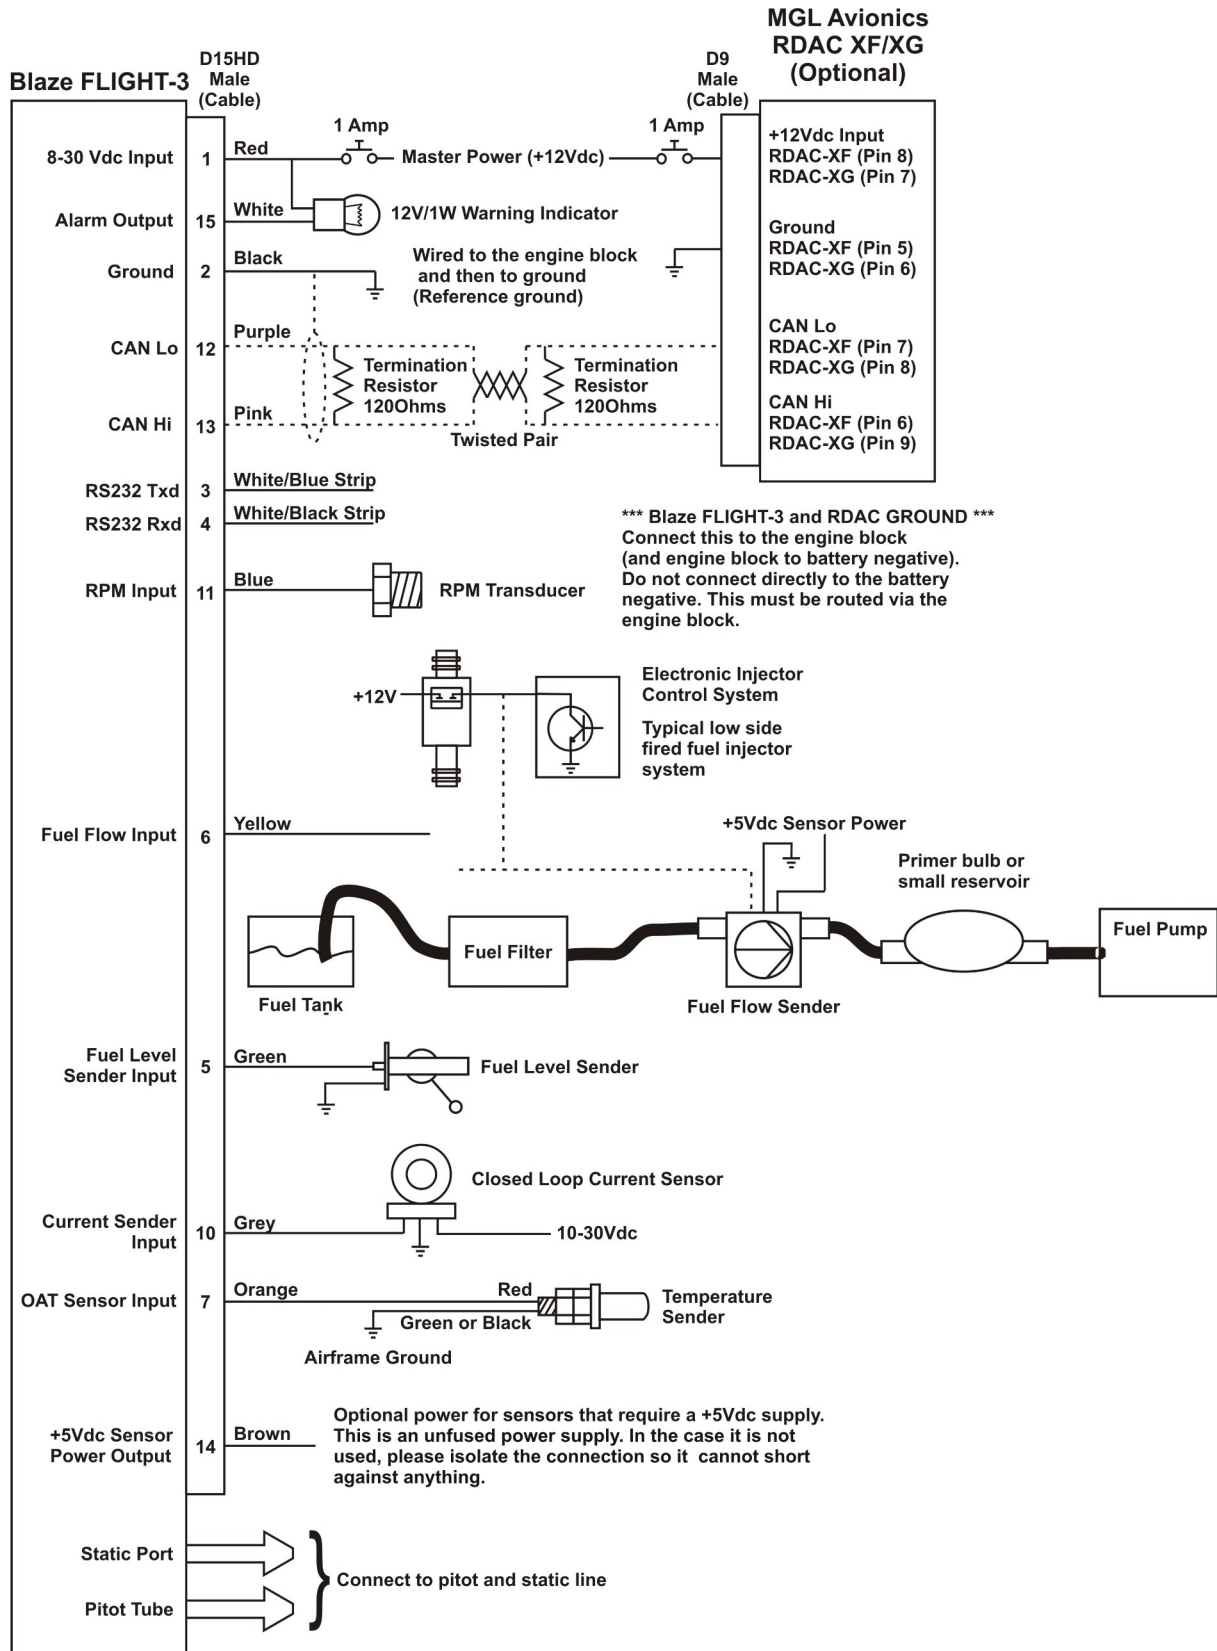 MGL Avionics
RDAC XF/XG
(Optional)
D15HD
Male
(Cable)
D9
Male
(Cable)
Blaze FLIGHT-3
8-30 Vdc Input
1
Red
1 Amp
Master Power (+12Vdc)
1 Amp
+12Vdc Input
RDAC-XF (Pin 8)
RDAC-XG (Pin 7)
Alarm Output
15
White
12V/1W Warning Indicator
Ground
RDAC-XF (Pin 5)
RDAC-XG (Pin 6)
Ground
2
Black
Wired to the engine block
and then to ground
(Reference ground)
CAN Lo
12
Purple
CAN Lo
RDAC-XF (Pin 7)
RDAC-XG (Pin 8)
Termination
Resistor
120Ohms
Termination
Resistor
120Ohms
CAN Hi
13
Pink
Twisted Pair
CAN Hi
RDAC-XF (Pin 6)
RDAC-XG (Pin 9)
RS232 Txd
3
White/Blue Strip
RS232 Rxd
4
White/Black Strip
*** Blaze FLIGHT-3 and RDAC GROUND ***
Connect this to the engine block
(and engine block to battery negative).
Do not connect directly to the battery
negative. This must be routed via the
engine block.
RPM Input
11
Blue
RPM Transducer
+12V
Electronic Injector
Control System
Typical low side
fired fuel injector
system
Fuel Flow Input
6
Yellow
+5Vdc Sensor Power
Primer bulb or
small reservoir
Fuel Tank
Fuel Filter
Fuel Flow Sender
Fuel Pump
Fuel Level
Sender Input
5
Green
Fuel Level Sender
Closed Loop Current Sensor
Current Sender
Input
10
Grey
10-30Vdc
OAT Sensor Input
7
Orange
Red
Green or Black
Temperature
Sender
Airframe Ground
+5Vdc Sensor
Power Output
14
Brown
Optional power for sensors that require a +5Vdc supply.
This is an unfused power supply. In the case it is not
used, please isolate the connection so it cannot short
against anything.
Static Port
Pitot Tube
Connect to pitot and static line